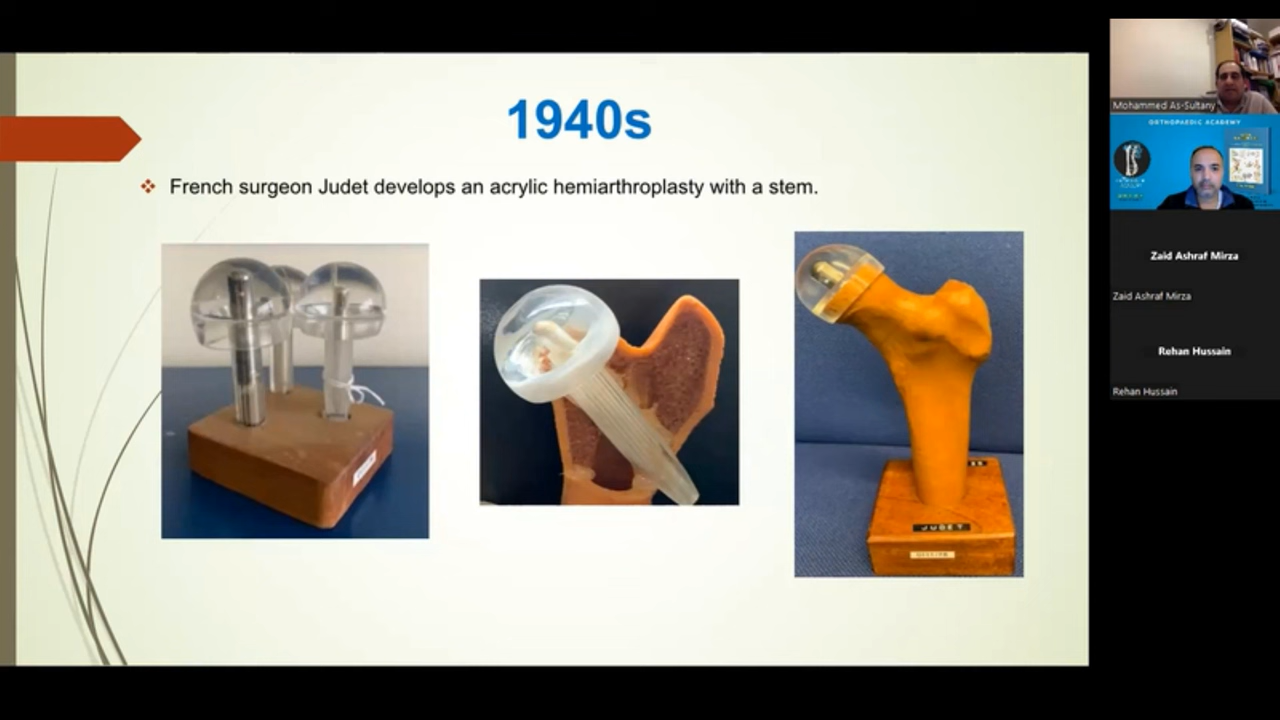 1940s
French surgeon Judet develops an acrylic hemiarthroplasty with a stem.
JUDET
Mohammed As-Sultany
ORTHOPAEDIC ACADEMY
Zaid Ashraf Mirza
Zaid Ashraf Mirza
Rehan Hussain
Rehan Hussain